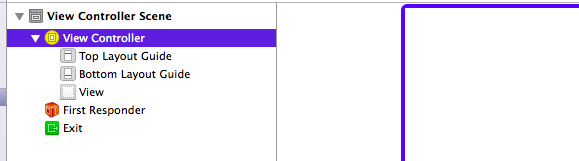 View Controller Scene
View Controller
Top Layout Guide
Bottom Layout Guide
View
First Responder
Exit